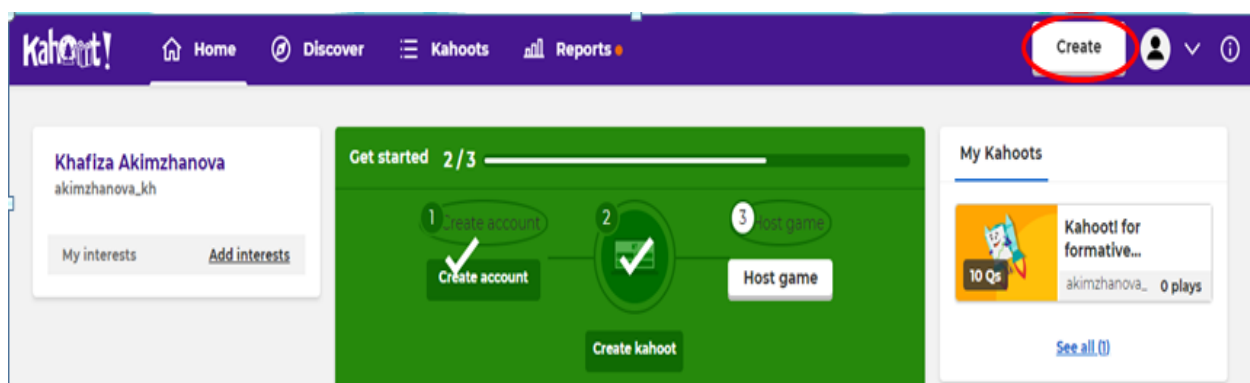 Kahoot!
Home
Discover
Kahoots
Reports
Create
Khafiza Akimzhanova
akimzhanova_kh
My interests
Add interests
Get started 2/3
1
Create account
Create account
2
Create kahoot
3
Host game
Host game
My Kahoots
10 Qs
Kahoot! for
formative...
akimzhanova_
0 plays
See all (1)